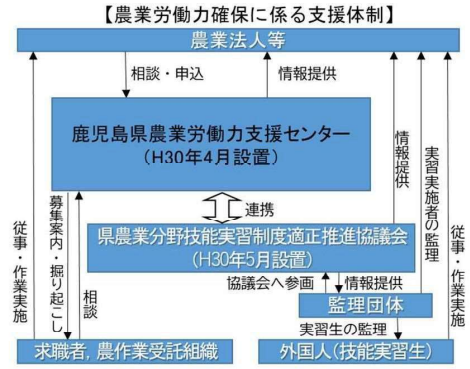 【農業労働力確保に係る支援体制】
農業法人等
相談・申込
情報提供
鹿児島県農業労働力支援センター
(H30年4月設置)
情報提供
実習実施者の監理
連携
従事・作業実施
募集案内・掘り起こし
相談
県農業分野技能実習制度適正推進協議会
(H30年5月設置)
従事・作業実施
協議会へ参画
情報提供
監理団体
実習生の監理
求職者，農作業受託組織
外国人(技能実習生)